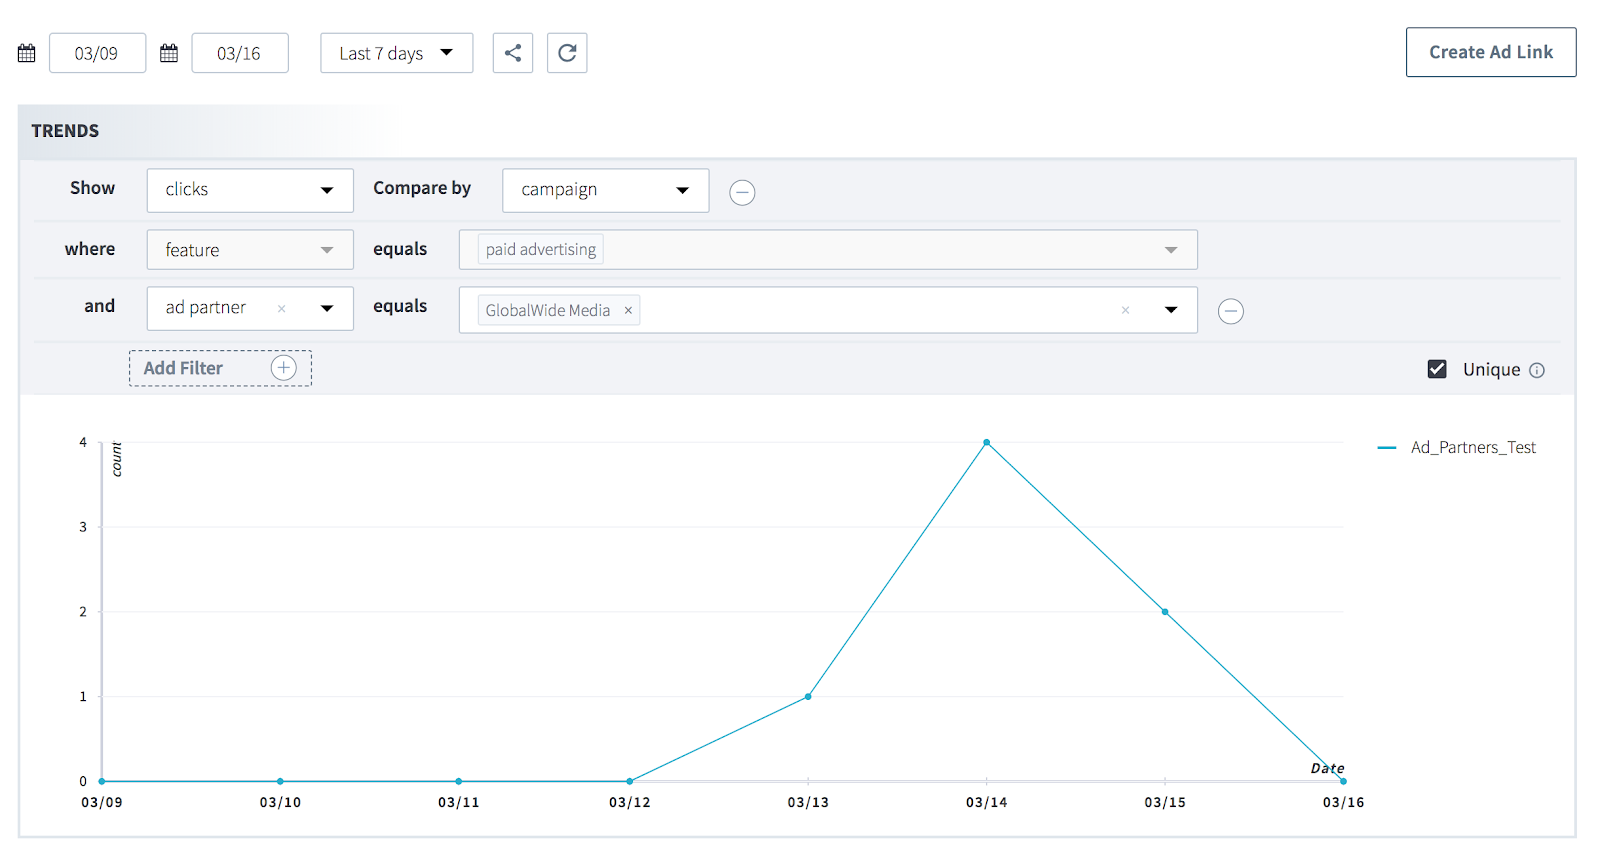 03/09 03/16 Last 7 days Create Ad Link
TRENDS
Show clicks Compare by campaign
where feature equals paid advertising
and ad partner × equals GlobalWide Media × ×
Add Filter Unique
4 count Ad_Partners_Test
3
2
1
0 Date
03/09 03/10 03/11 03/12 03/13 03/14 03/15 03/16